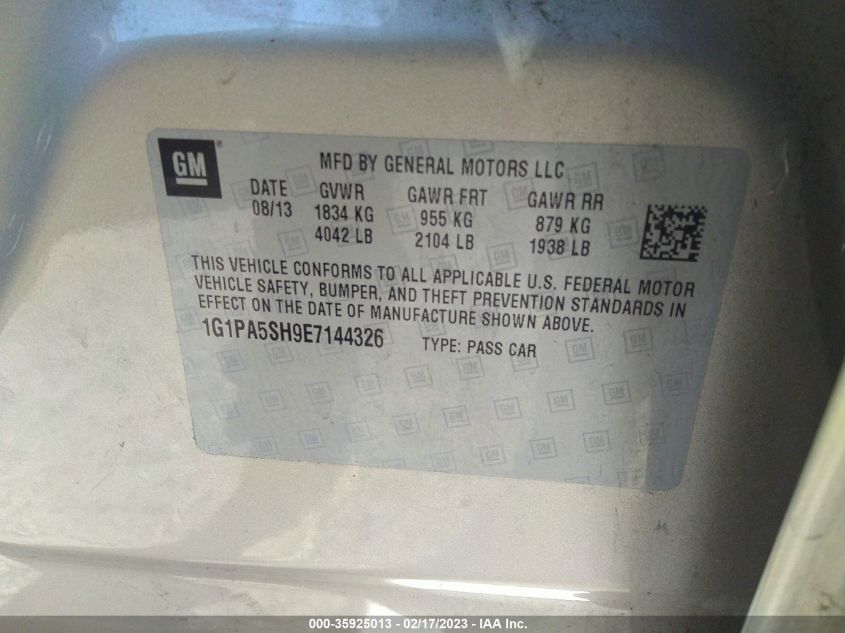 GM
MFD BY GENERAL MOTORS LLC
DATE GVWR GAWR FRT GAWR RR
08/13 1834 KG 955 KG 879 KG
4042 LB 2104 LB 1938 LB
THIS VEHICLE CONFORMS TO ALL APPLICABLE U.S. FEDERAL MOTOR
VEHICLE SAFETY, BUMPER, AND THEFT PREVENTION STANDARDS IN
EFFECT ON THE DATE OF MANUFACTURE SHOWN ABOVE.
1G1PA5SH9E7144326 TYPE: PASS CAR
000-35925013 - 02/17/2023 - IAA Inc.